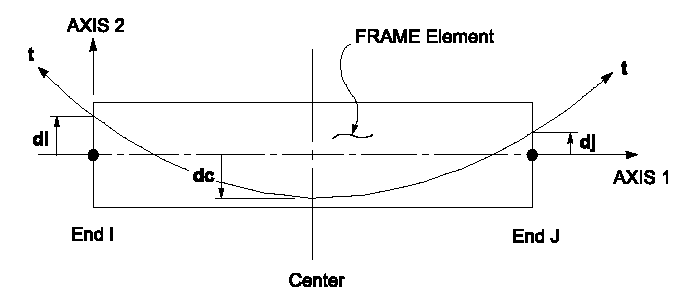 AXIS 2
FRAME Element
t
t
dI
dj
dc
AXIS 1
End I
End J
Center